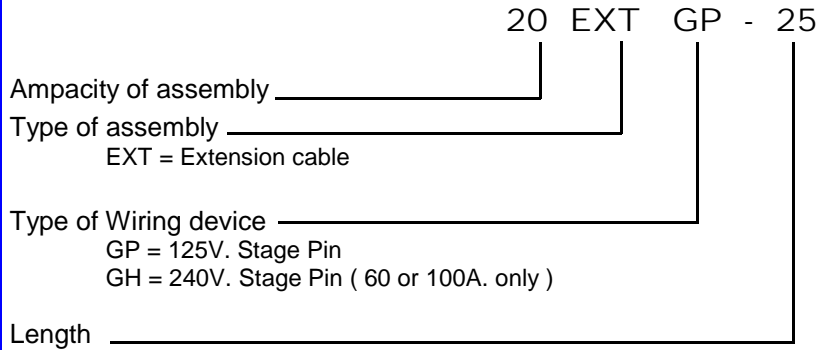 20 EXT GP - 25
Ampacity of assembly
Type of assembly
EXT = Extension cable
Type of Wiring device
GP = 125V. Stage Pin
GH = 240V. Stage Pin ( 60 or 100A. only )
Length